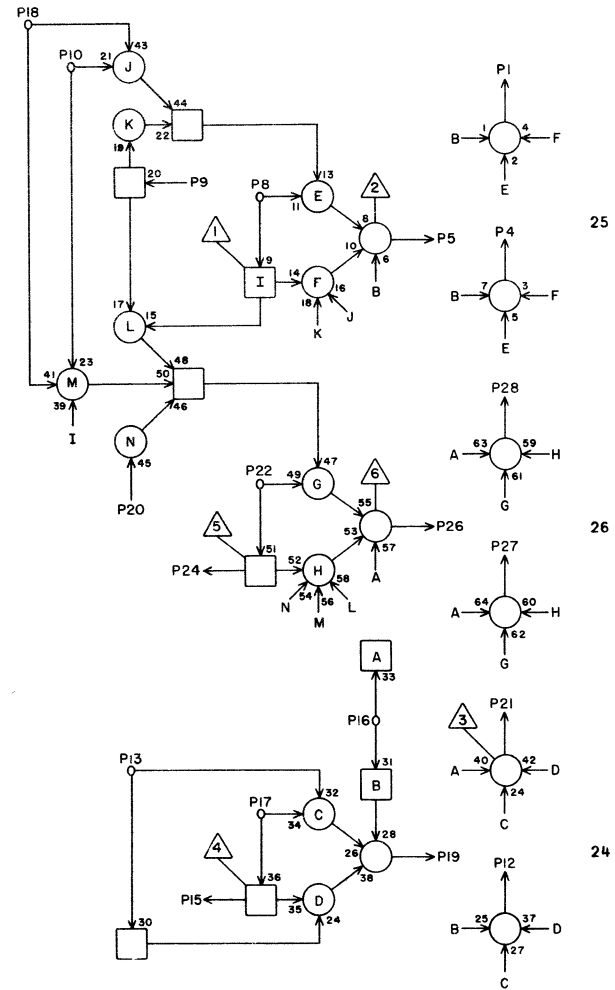 P18
43
P10 21 J
44
K 22
19
20 P9
13
P8 11 E 2
8
1 9 10 P5
I 14 F 16 6
18 B
J
K
17 15
L
48
41 M 23 50
39 46
I N
45
P20
47
P22 49 G 6
55
5 53 P26
51 57
P24 52 H 58 A
54 56
N L
M
A
33
P16
31
B
P13 32
P17 C
34 28
4 26 P19
36 38
P15 35 D
30 24
P1
B 1 4 F
2
E
25
P4
B 7 3 F
5
E
P28
A 63 59 H
61
G
26
P27
A 64 60 H
62
G
P21
3
A 40 42 D
24
C
24
P12
B 25 37 D
27
C